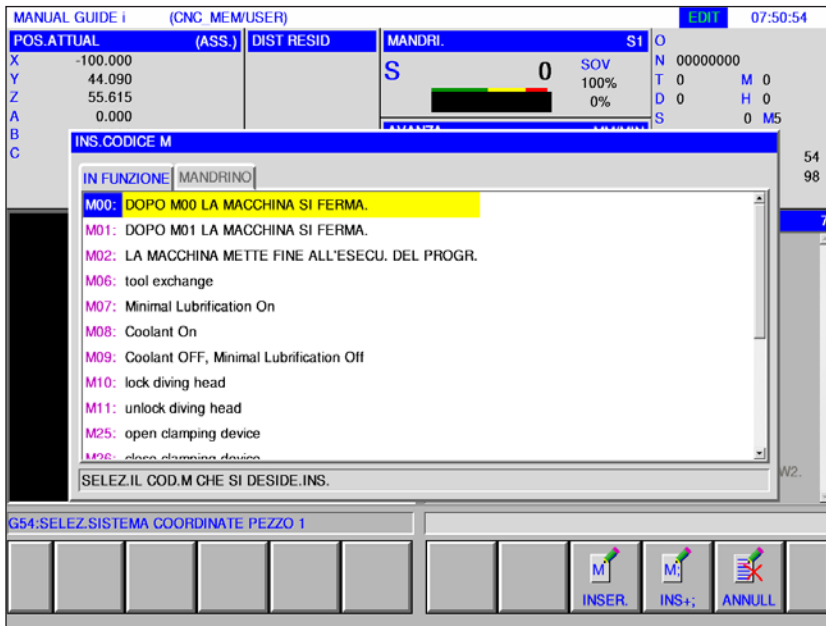 MANUAL GUIDE i (CNC_MEM/USER) EDIT 07:50:54
POS.ATTUAL (ASS.) DIST RESID MANDRI. S1 O
X -100.000 N 00000000
Y 44.090 S 0 SOV T 0 M 0
Z 55.615 100% D 0 H 0
A 0.000 0% S 0 M5
B
C
INS.CODICE M
54
98
IN FUNZIONE MANDRINO
M00: DOPO M00 LA MACCHINA SI FERMA.
M01: DOPO M01 LA MACCHINA SI FERMA.
M02: LA MACCHINA METTE FINE ALL'ESECU. DEL PROGR.
M06: tool exchange
M07: Minimal Lubrification On
M08: Coolant On
M09: Coolant OFF, Minimal Lubrification Off
M10: lock diving head
M11: unlock diving head
M25: open clamping device
M26: close clamping device
SELEZ.IL COD.M CHE SI DESIDE.INS.
W2.
G54:SELEZ.SISTEMA COORDINATE PEZZO 1
M M;
INSER. INS+; ANNULL